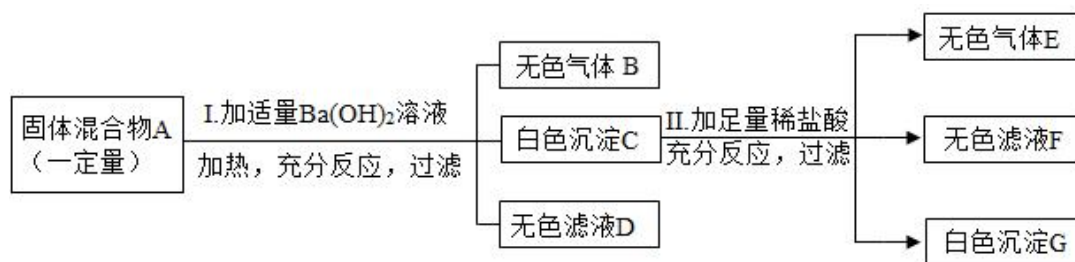 固体混合物A
(一定量)
I.加适量Ba(OH)₂溶液
加热，充分反应，过滤
无色气体 B
白色沉淀C
无色滤液D
II.加足量稀盐酸
充分反应，过滤
无色气体E
无色滤液F
白色沉淀G